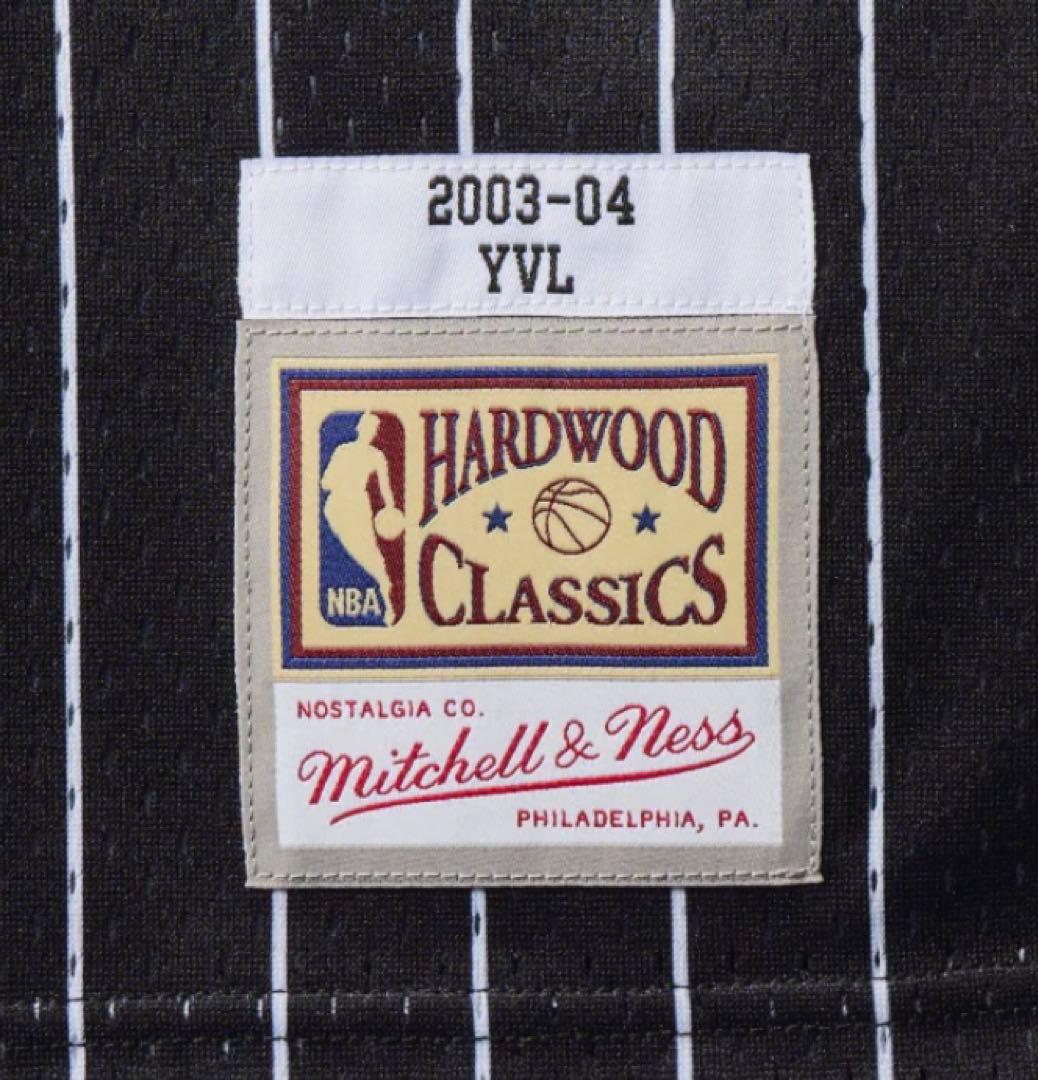 2003-04
YVL
HARDWOOD
CLASSICS
NBA
NOSTALGIA CO.
Mitchell & Ness
PHILADELPHIA, PA.